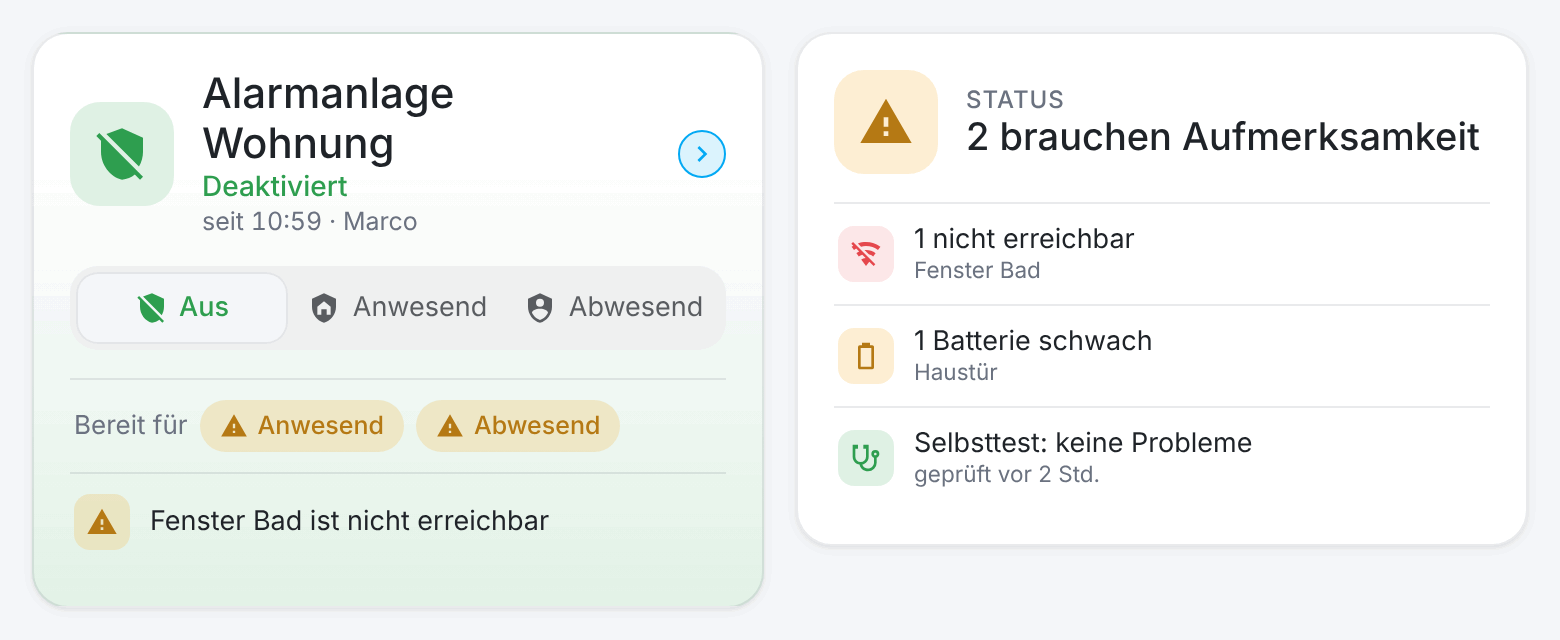 Alarmanlage
Wohnung
Deaktiviert
seit 10:59 · Marco
Aus
Anwesend
Abwesend
Bereit für
Anwesend
Abwesend
Fenster Bad ist nicht erreichbar
STATUS
2 brauchen Aufmerksamkeit
1 nicht erreichbar
Fenster Bad
1 Batterie schwach
Haustür
Selbsttest: keine Probleme
geprüft vor 2 Std.